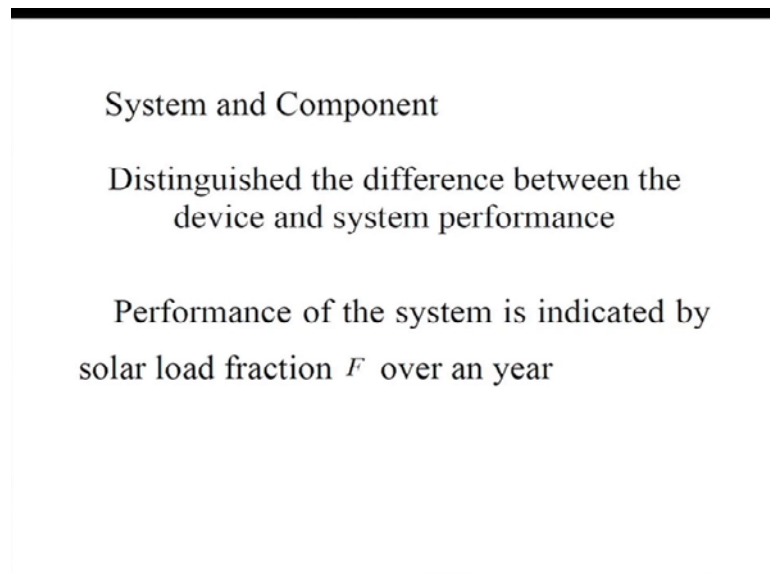 System and Component
Distinguished the difference between the
device and system performance
Performance of the system is indicated by
solar load fraction F over an year